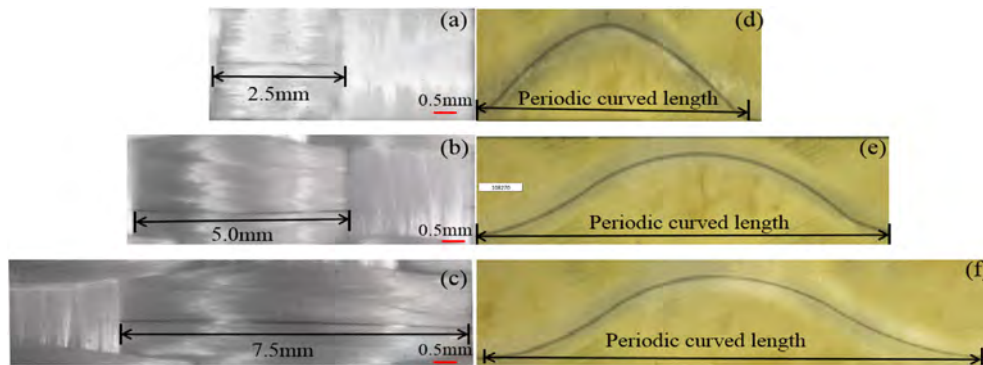 (a)
2.5mm
0.5mm
(d)
Periodic curved length
(b)
5.0mm
0.5mm
(e)
Periodic curved length
(c)
7.5mm
0.5mm
(f)
Periodic curved length